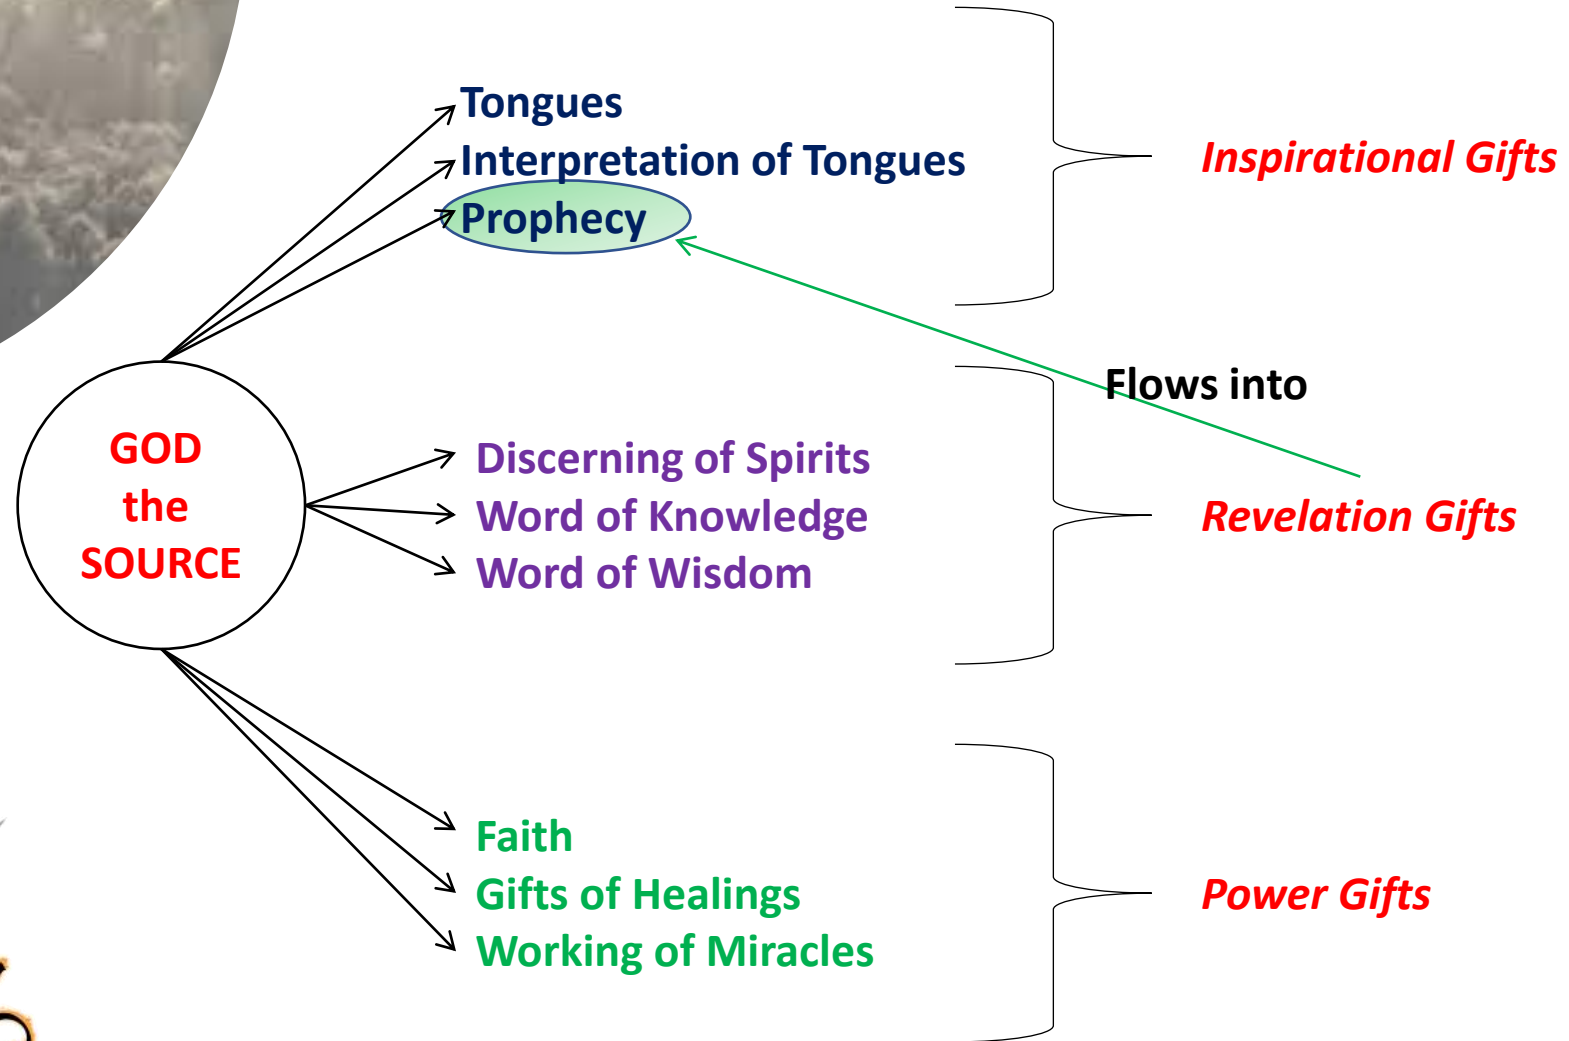 Tongues
Interpretation of Tongues
Prophecy
Inspirational Gifts
Flows into
GOD
the
SOURCE
Discerning of Spirits
Word of Knowledge
Word of Wisdom
Revelation Gifts
Faith
Gifts of Healings
Working of Miracles
Power Gifts